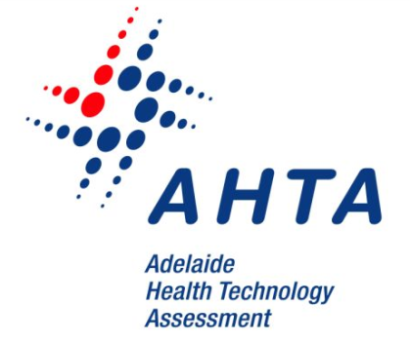 AHTA
Adelaide
Health Technology
Assessment